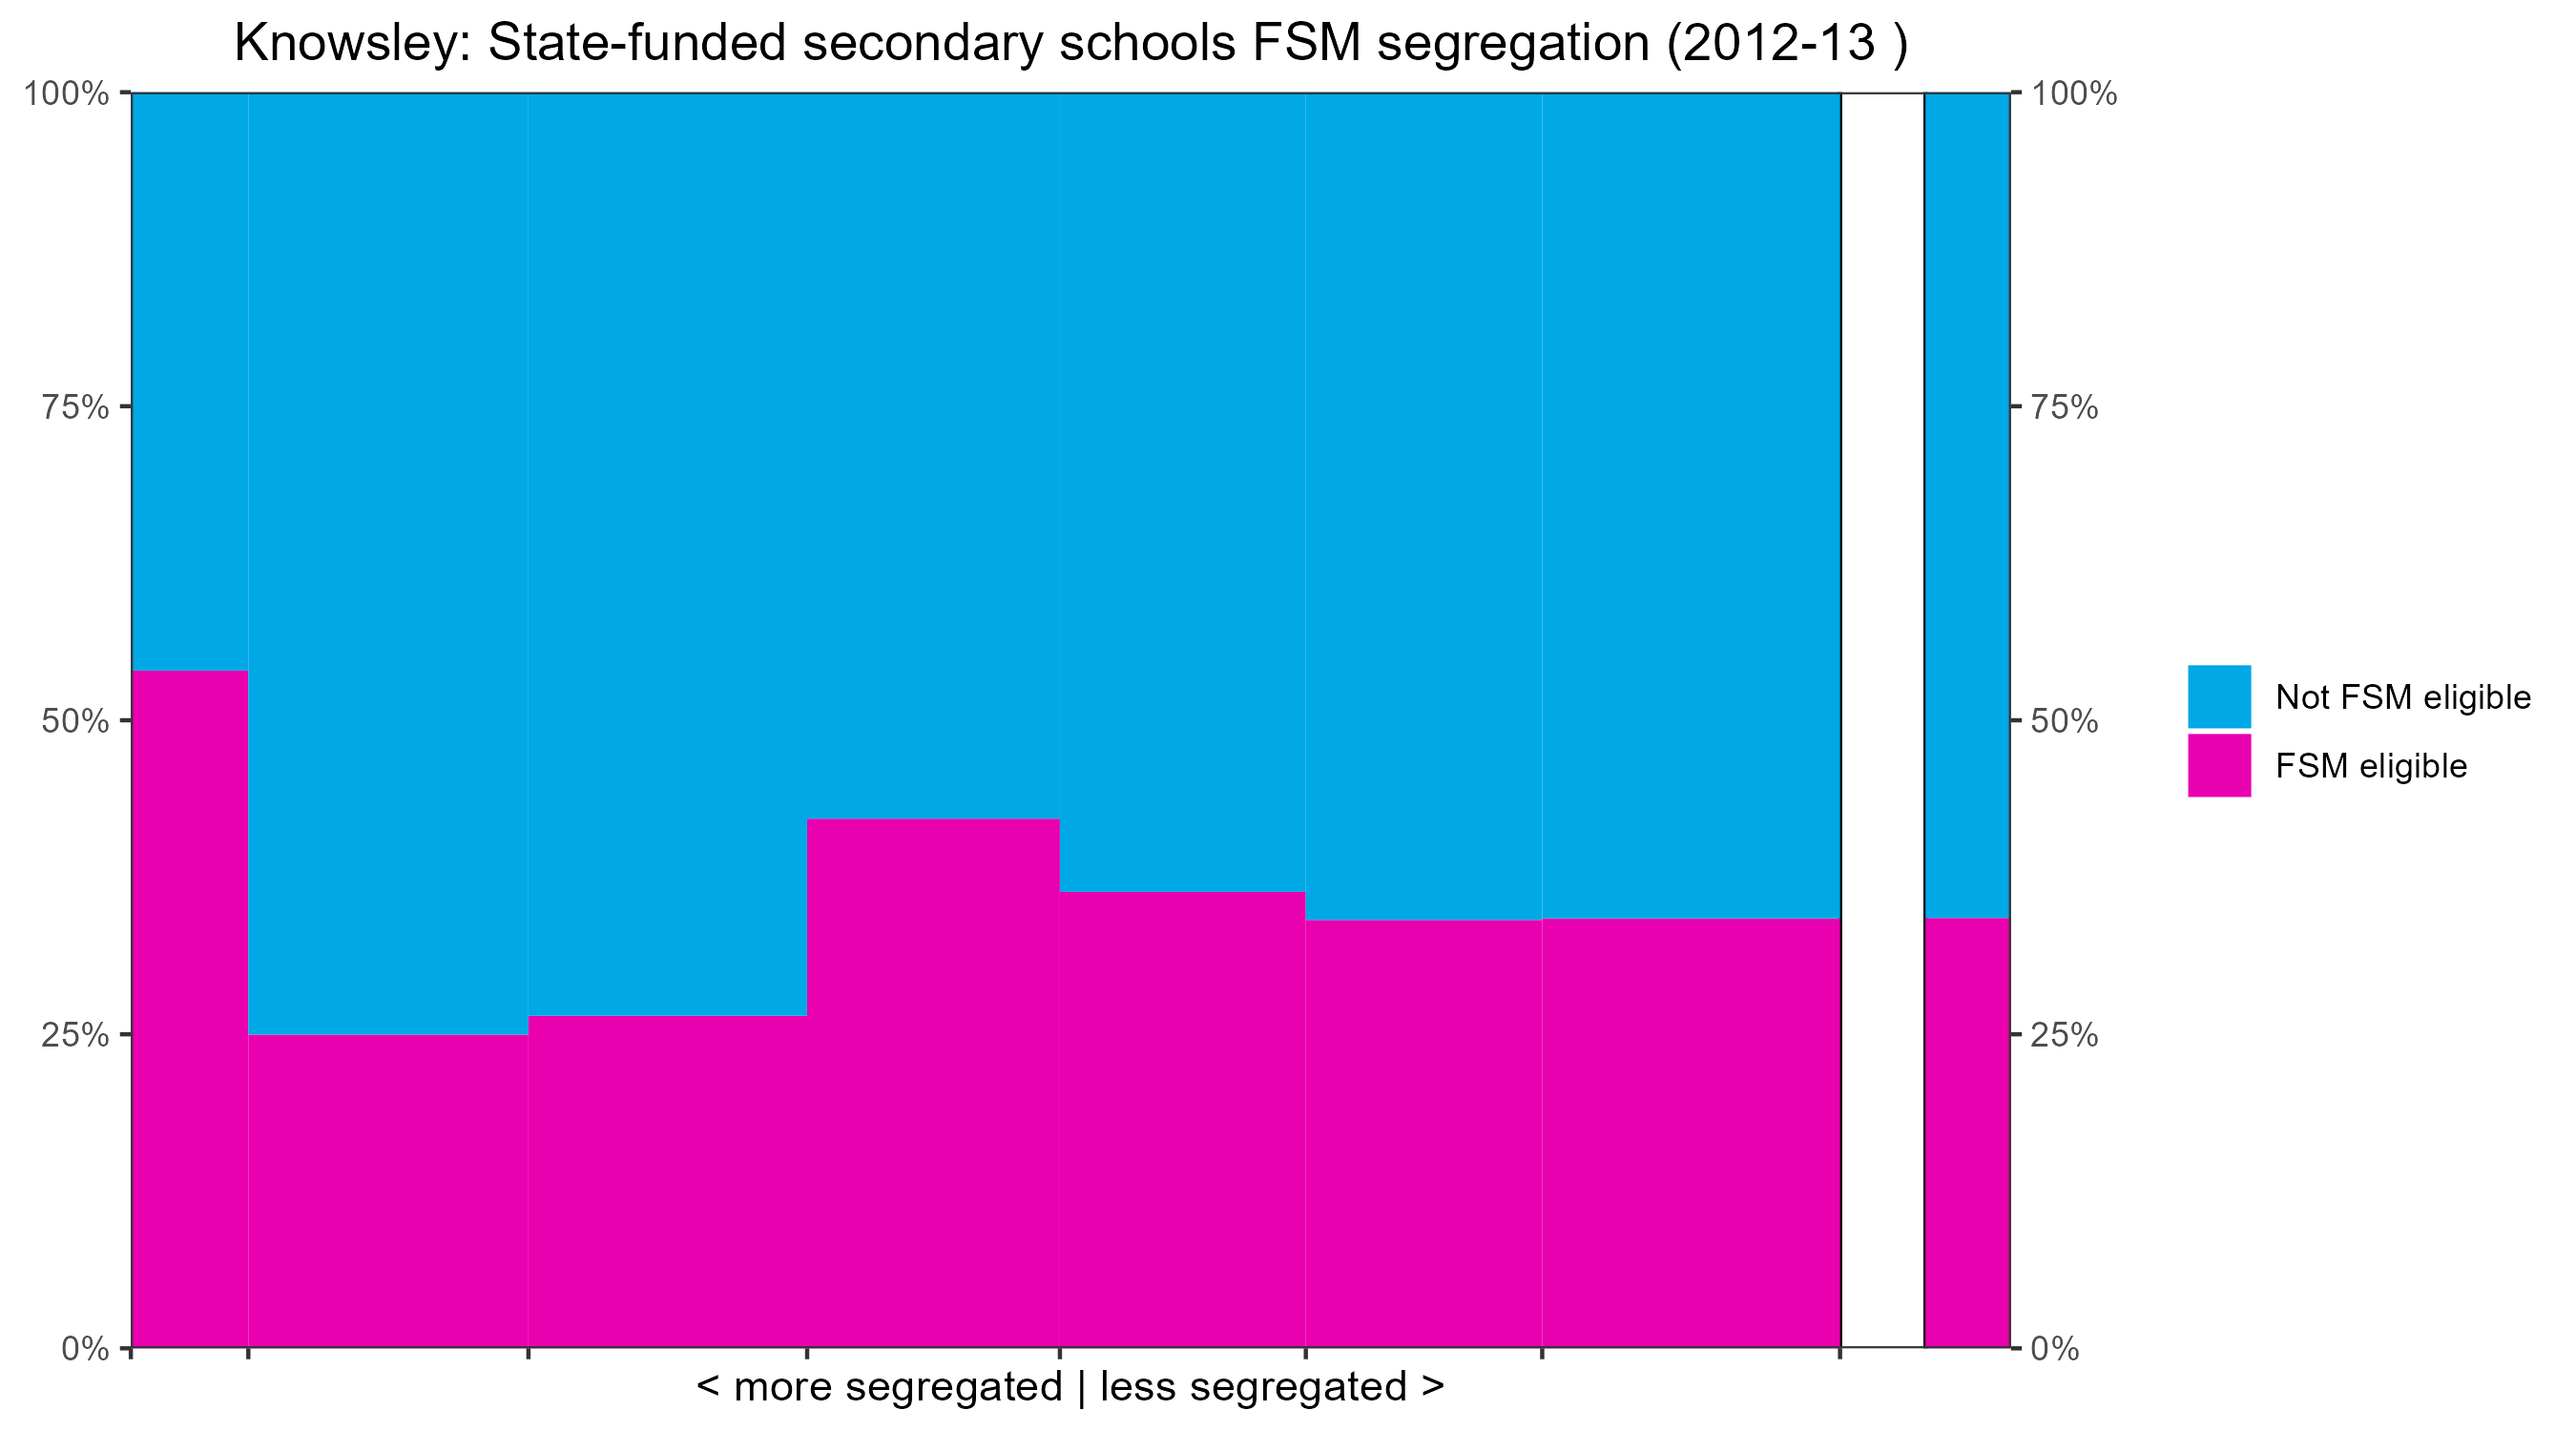 Knowsley: State-funded secondary schools FSM segregation (2012-13 )
100%
75%
50%
25%
0%
100%
75%
50%
25%
0%
Not FSM eligible
FSM eligible
< more segregated | less segregated >